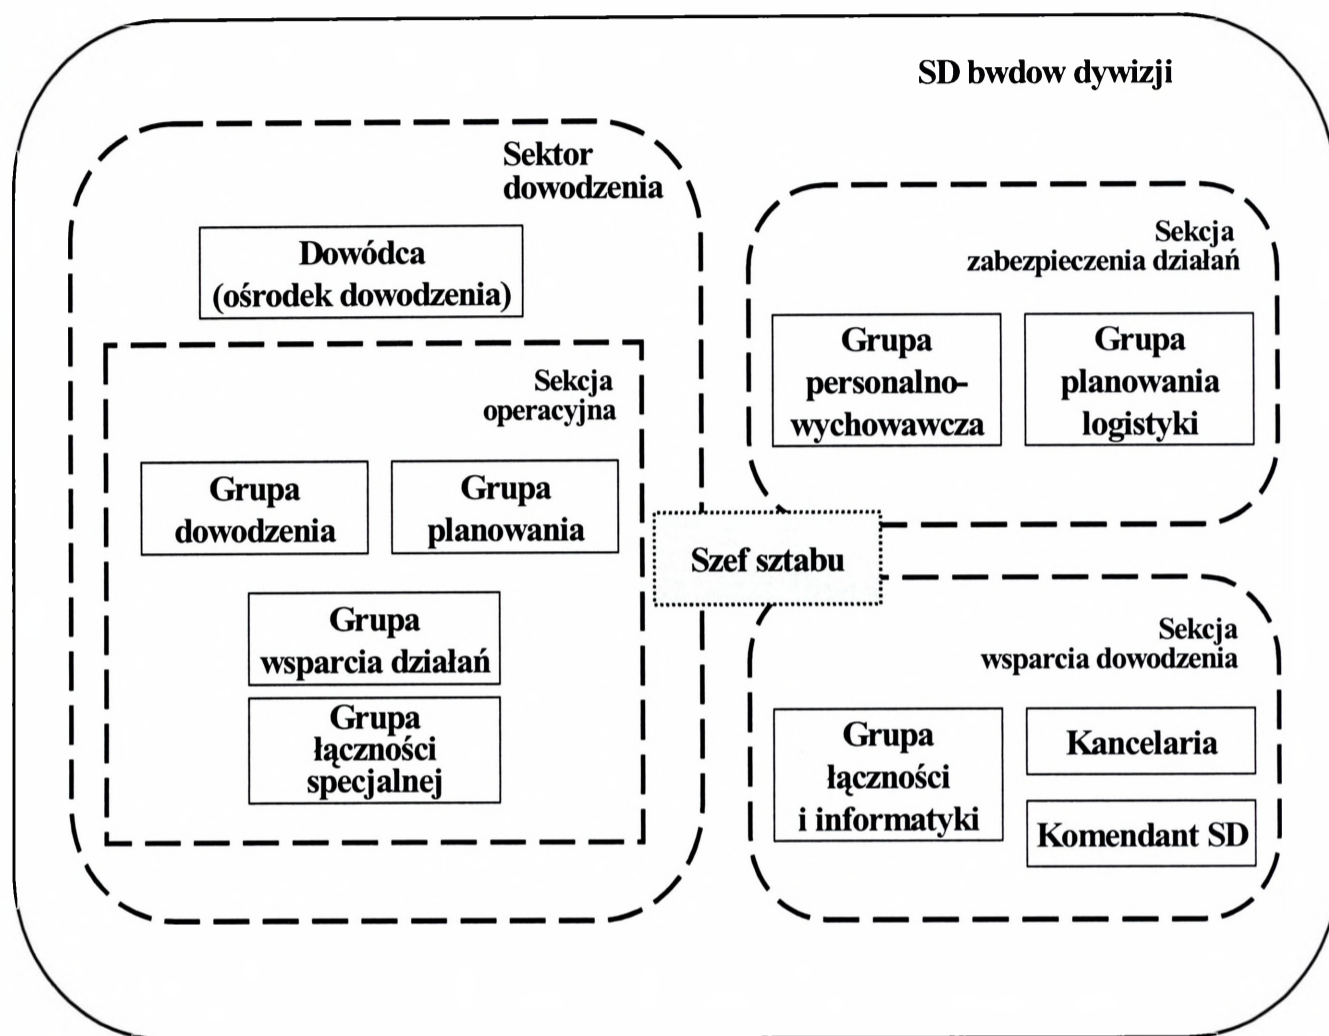 SD bwdow dywizji
Sektor
dowodzenia
Dowódca
(ośrodek dowodzenia)
Sekcja
operacyjna
Grupa
dowodzenia
Grupa
planowania
Grupa
wsparcia działań
Grupa
łączności
specjalnej
Szef sztabu
Sekcja
zabezpieczenia działań
Grupa
personalno-
wychowawcza
Grupa
planowania
logistyki
Sekcja
wsparcia dowodzenia
Grupa
łączności
i informatyki
Kancelaria
Komendant SD